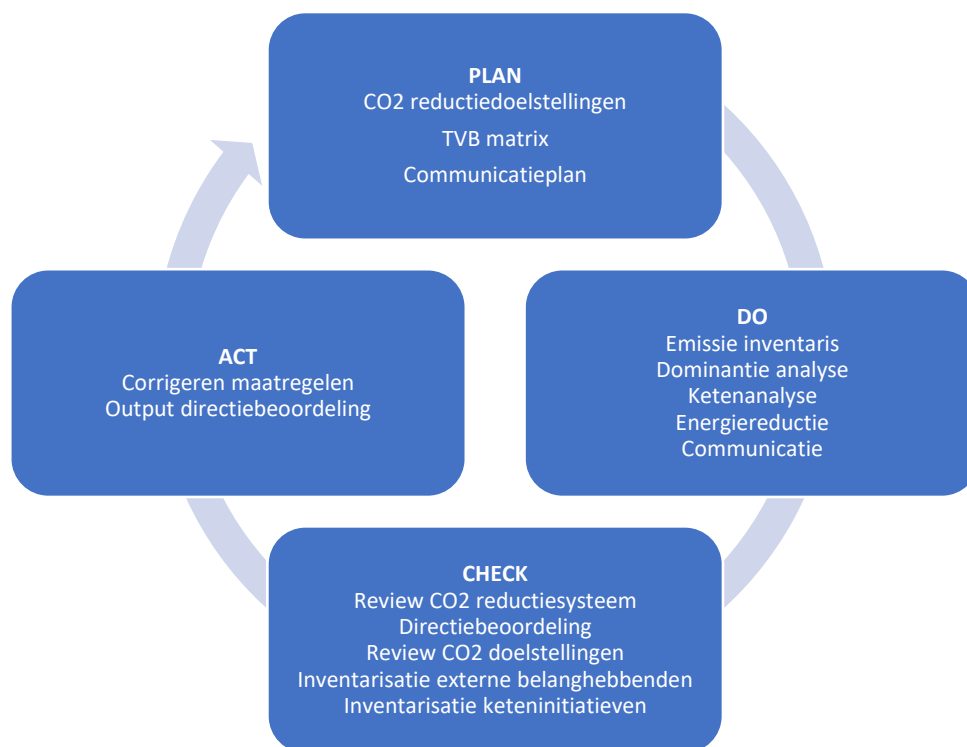 PLAN
CO2 reductiedoelstellingen
TVB matrix
Communicatieplan
DO
Emissie inventaris
Dominantie analyse
Ketenanalyse
Energiereductie
Communicatie
CHECK
Review CO2 reductiesysteem
Directiebeoordeling
Review CO2 doelstellingen
Inventarisatie externe belanghebbenden
Inventarisatie keteninitiatieven
ACT
Corrigeren maatregelen
Output directiebeoordeling